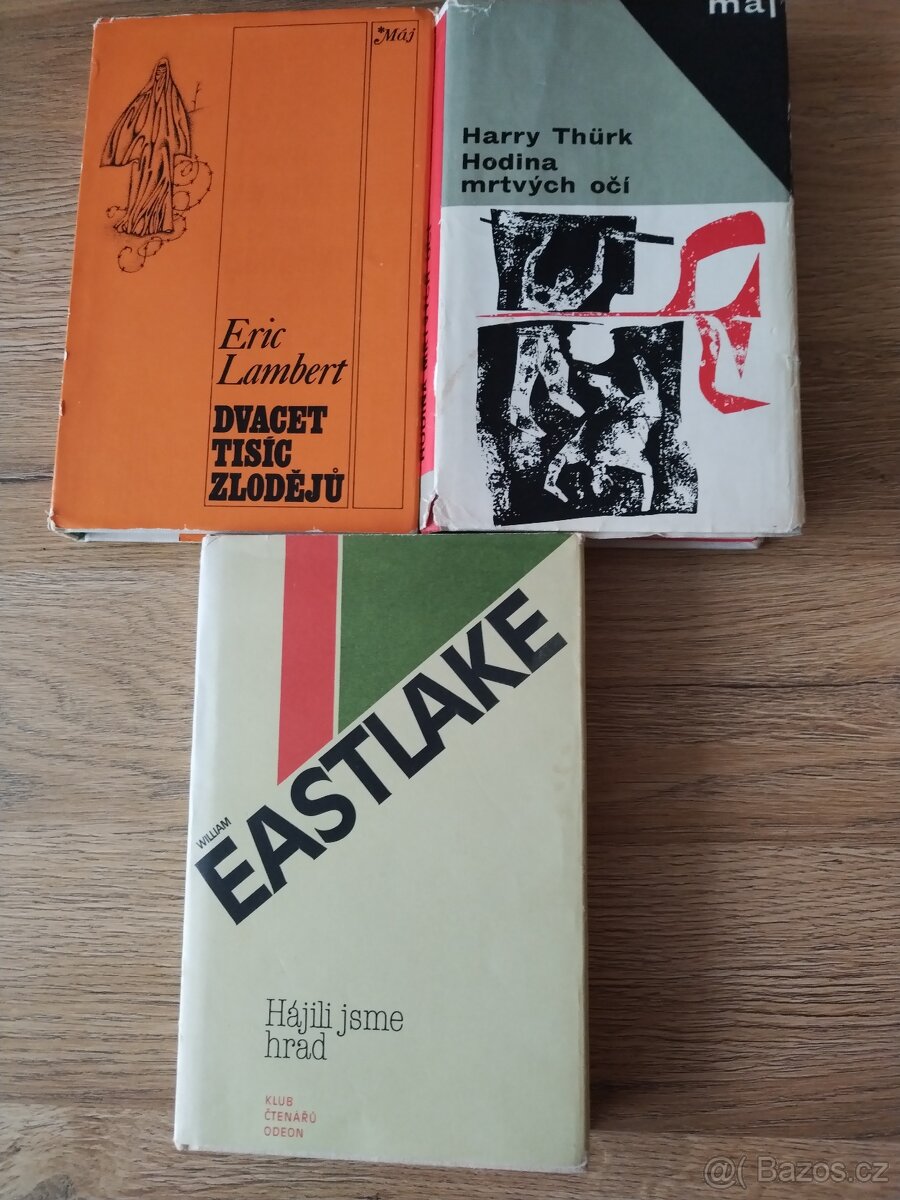 *Máj
Eric
Lambert
DVACET
TISÍC
ZLODĚJŮ
máj
Harry Thürk
Hodina
mrtvých očí
WILLIAM
EASTLAKE
Hájili jsme
hrad
KLUB
ČTENÁŘŮ
ODEON
@( Bazos.cz